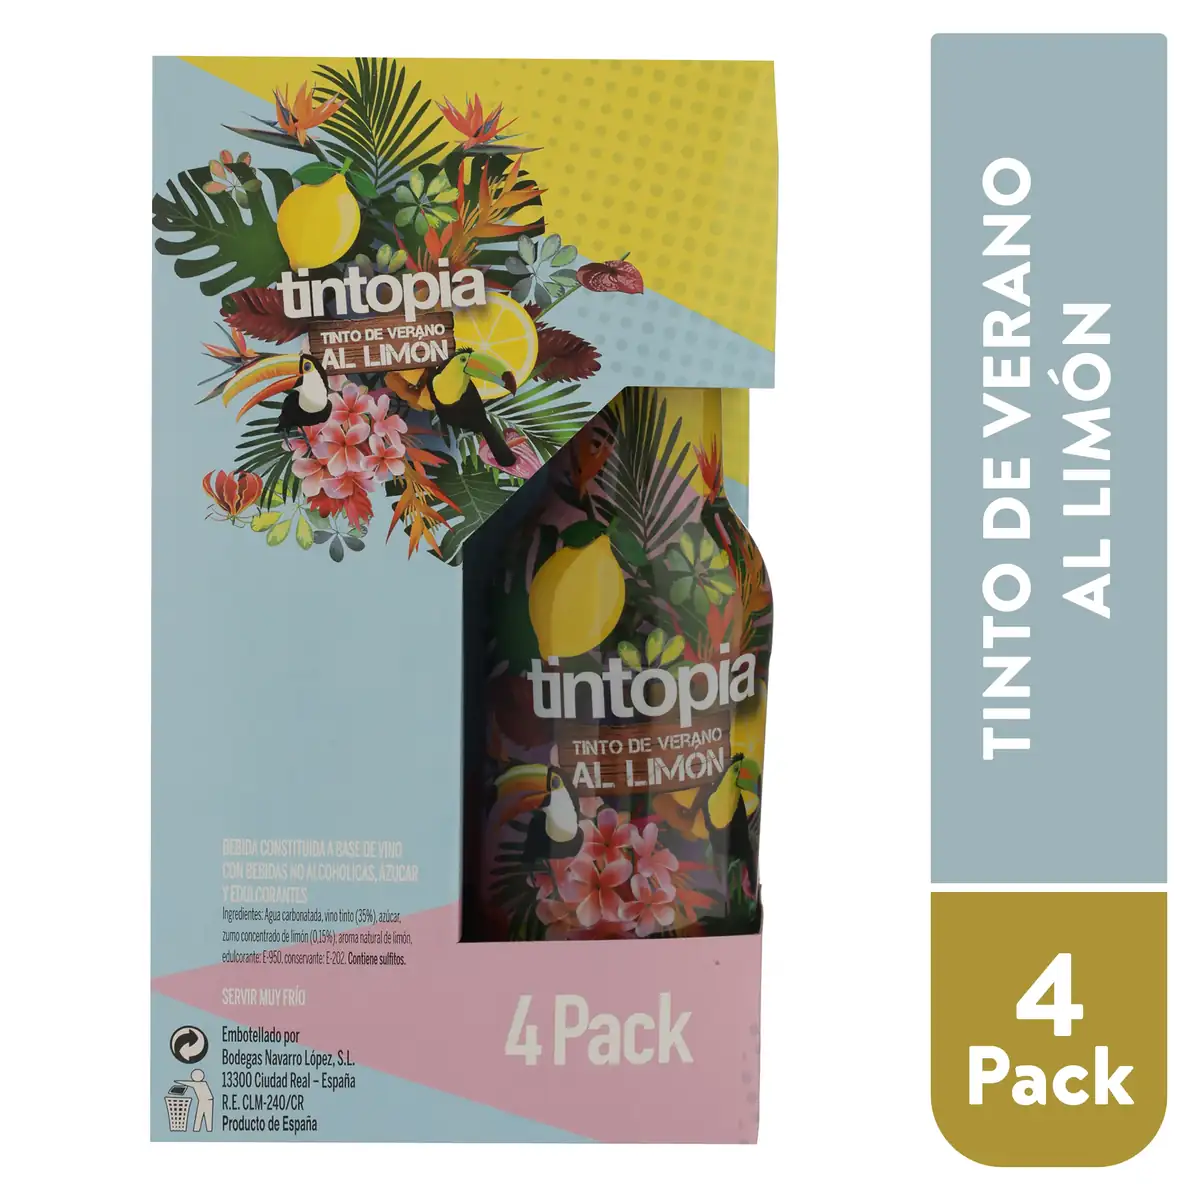 tintopia
TINTO DE VERANO
AL LIMÓN
tintopia
TINTO DE VERANO
AL LIMÓN
BEBIDA CONSTITUIDA A BASE DE VINO
CON BEBIDAS NO ALCOHOLICAS, AZUCAR
Y EDULCORANTES
Ingredientes: Agua carbonatada, vino tinto (35%), azúcar,
zumo concentrado de limón (0,15%), aroma natural de limón,
edulcorante: E-950, conservante: E-202. Contiene sulfitos.
SERVIR MUY FRÍO
Embotellado por
Bodegas Navarro López, S.L.
13300 Ciudad Real – España
R.E. CLM-240/CR
Producto de España
4 Pack
TINTO DE VERANO
AL LIMÓN
4
Pack